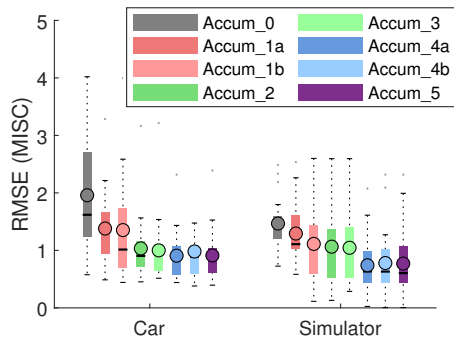 5
4
3
2
1
0
RMSE (MISC)
Accum_0
Accum_1a
Accum_1b
Accum_2
Accum_3
Accum_4a
Accum_4b
Accum_5
Car
Simulator